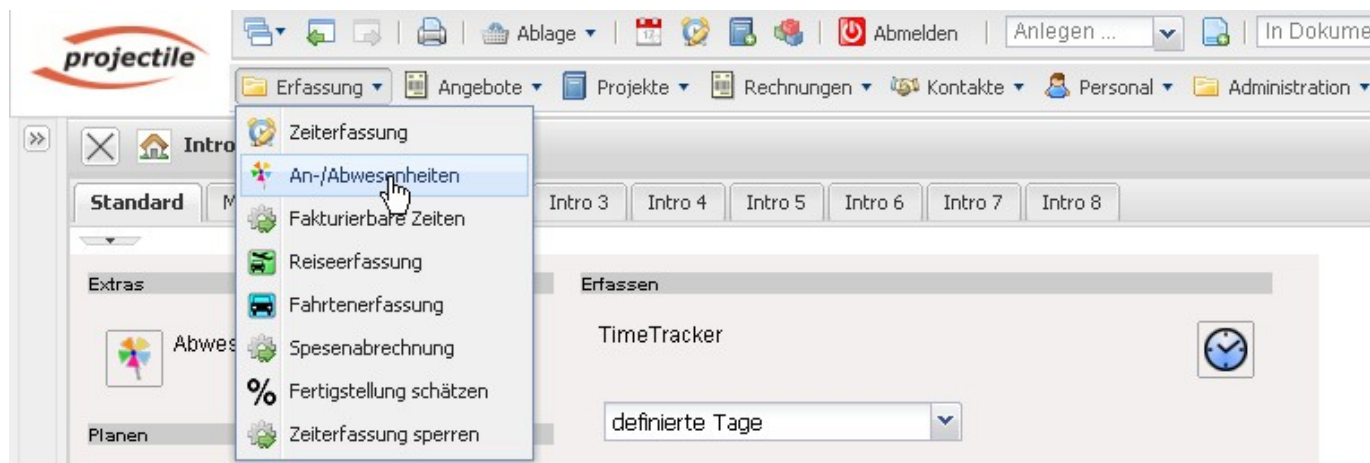 projectile
Ablage
17
Abmelden
Anlegen ...
In Dokume
Erfassung
Angebote
Projekte
Rechnungen
Kontakte
Personal
Administration
Intro
Zeiterfassung
An-/Abwesenheiten
Fakturierbare Zeiten
Reiseerfassung
Fahrtenerfassung
Spesenabrechnung
% Fertigstellung schätzen
Zeiterfassung sperren
Standard
M
Intro 3
Intro 4
Intro 5
Intro 6
Intro 7
Intro 8
Extras
Abwes
Planen
Erfassen
TimeTracker
definierte Tage